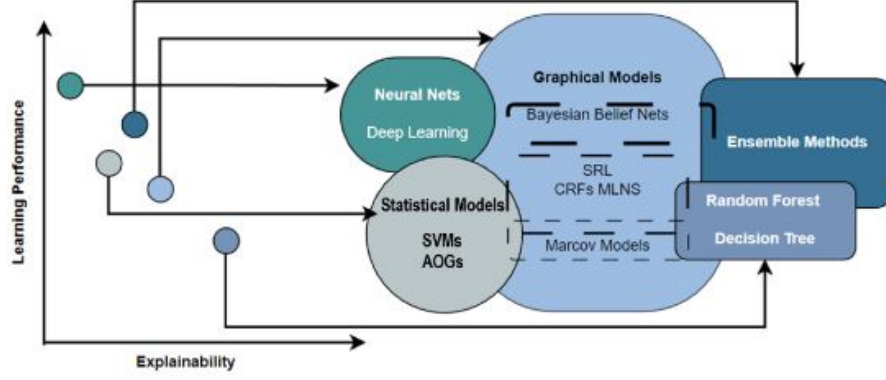 Learning Performance
Explainability
Neural Nets
Deep Learning
Statistical Models
SVMs
AOGs
Graphical Models
Bayesian Belief Nets
SRL
CRFs MLNS
Marcov Models
Ensemble Methods
Random Forest
Decision Tree